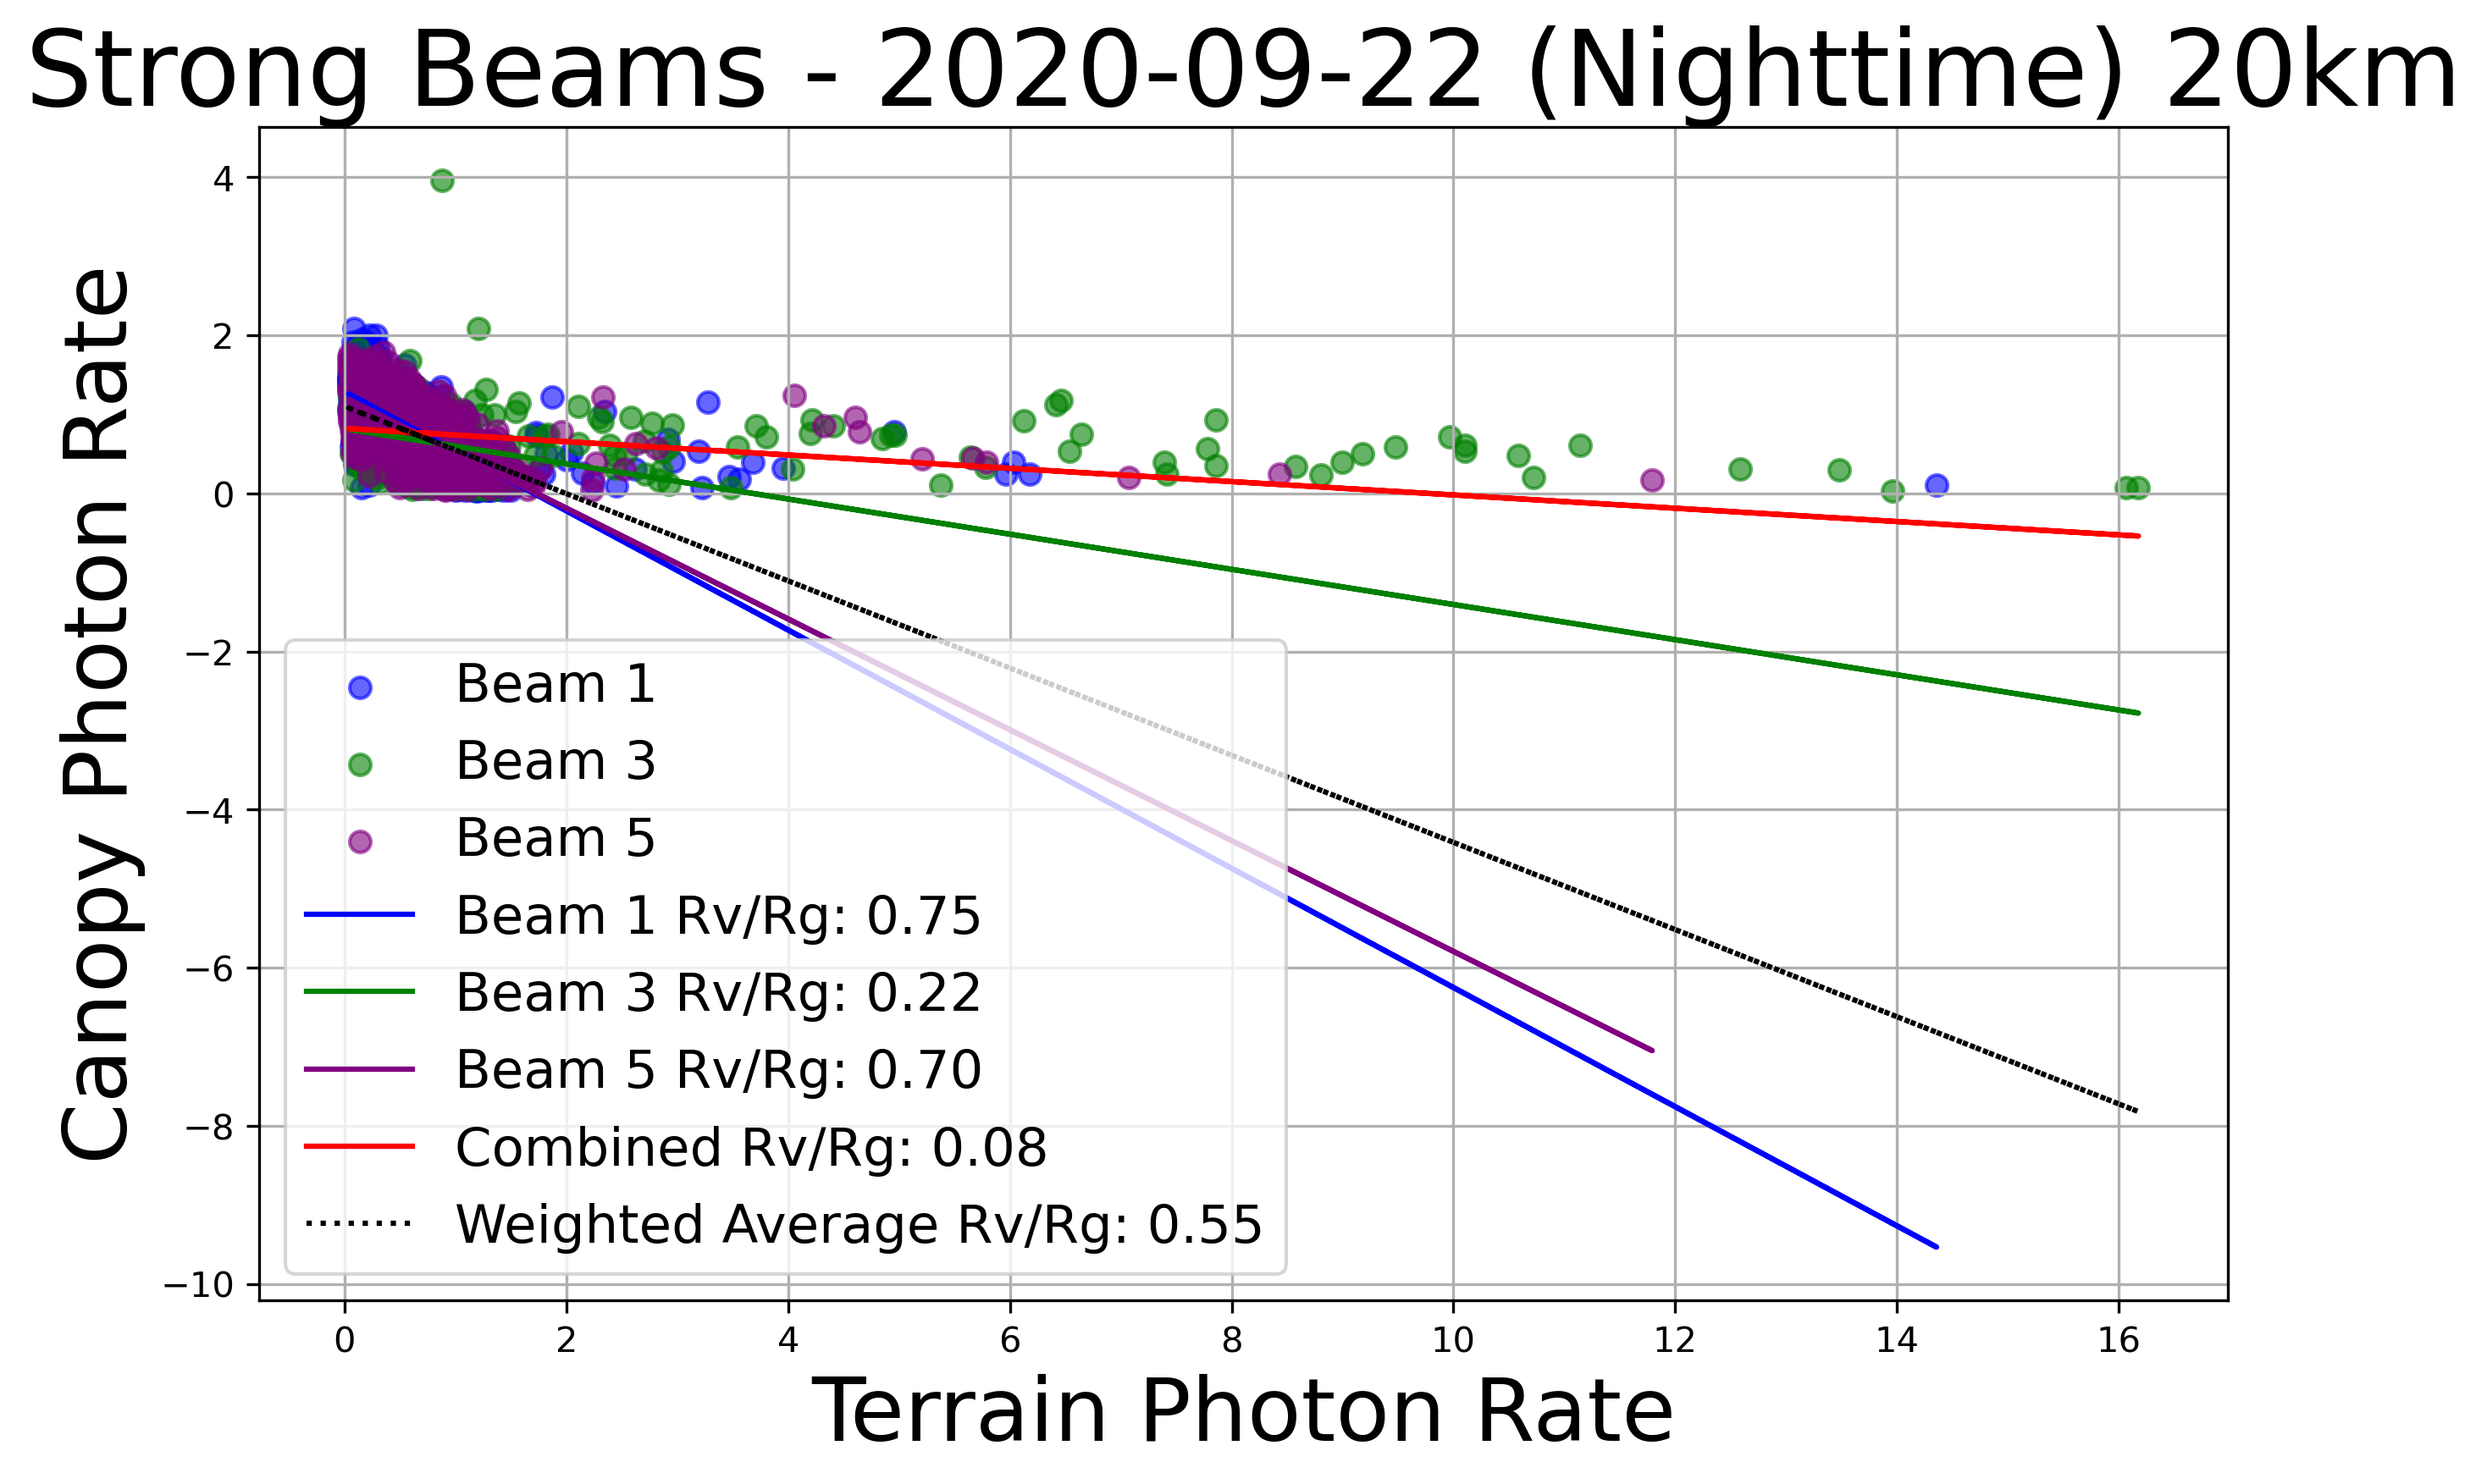 Strong Beams - 2020-09-22 (Nighttime) 20km
Canopy Photon Rate
4
2
0
−2
−4
−6
−8
−10
Beam 1
Beam 3
Beam 5
Beam 1 Rv/Rg: 0.75
Beam 3 Rv/Rg: 0.22
Beam 5 Rv/Rg: 0.70
Combined Rv/Rg: 0.08
Weighted Average Rv/Rg: 0.55
0 2 4 6 8 10 12 14 16
Terrain Photon Rate